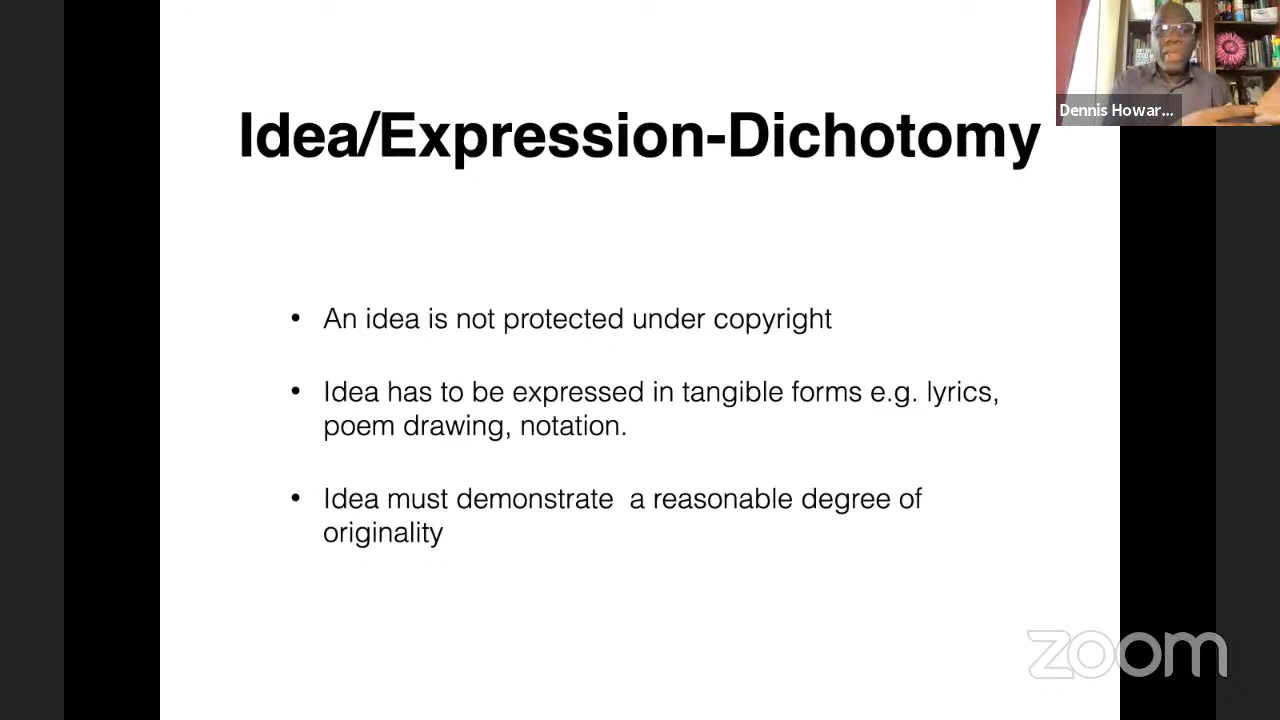 Idea/Expression-Dichotomy
Dennis Howar...
• An idea is not protected under copyright
• Idea has to be expressed in tangible forms e.g. lyrics,
poem drawing, notation.
• Idea must demonstrate  a reasonable degree of
originality
zoom